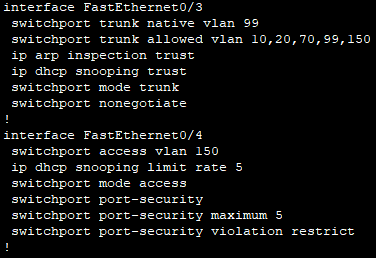 interface FastEthernet0/3
 switchport trunk native vlan 99
 switchport trunk allowed vlan 10,20,70,99,150
 ip arp inspection trust
 ip dhcp snooping trust
 switchport mode trunk
 switchport nonegotiate
!
interface FastEthernet0/4
 switchport access vlan 150
 ip dhcp snooping limit rate 5
 switchport mode access
 switchport port-security
 switchport port-security maximum 5
 switchport port-security violation restrict
!